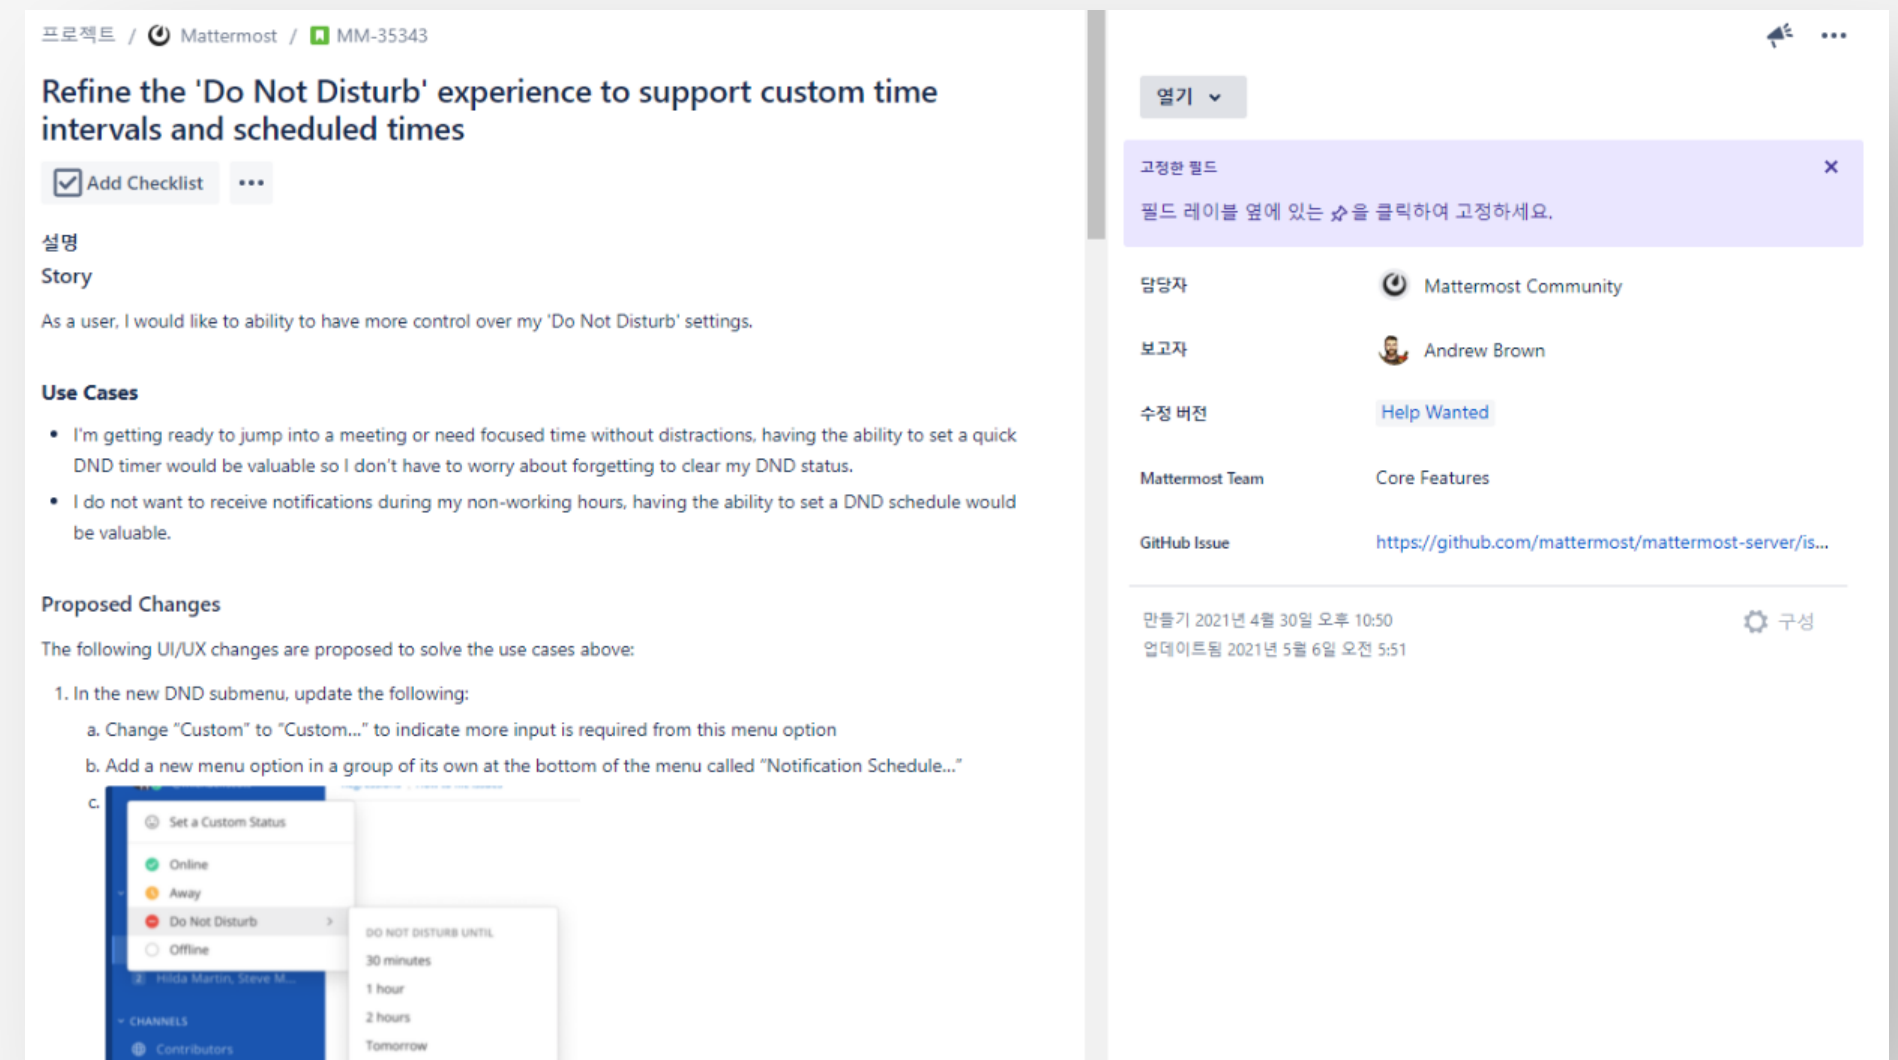 프로젝트 / Mattermost / MM-35343
Refine the 'Do Not Disturb' experience to support custom time
intervals and scheduled times
Add Checklist
설명
Story
As a user, I would like to ability to have more control over my 'Do Not Disturb' settings.
Use Cases
• I'm getting ready to jump into a meeting or need focused time without distractions, having the ability to set a quick
DND timer would be valuable so I don't have to worry about forgetting to clear my DND status.
• I do not want to receive notifications during my non-working hours, having the ability to set a DND schedule would
be valuable.
Proposed Changes
The following UI/UX changes are proposed to solve the use cases above:
1. In the new DND submenu, update the following:
a. Change “Custom” to “Custom...” to indicate more input is required from this menu option
b. Add a new menu option in a group of its own at the bottom of the menu called “Notification Schedule...”
c.
Set a Custom Status
Online
Away
Do Not Disturb
Offline
2 Hilda Martin, Steve M...
CHANNELS
Contributors
DO NOT DISTURB UNTIL
30 minutes
1 hour
2 hours
Tomorrow
열기
고정한 필드
필드 레이블 옆에 있는 을 클릭하여 고정하세요.
담당자 Mattermost Community
보고자 Andrew Brown
수정 버전 Help Wanted
Mattermost Team Core Features
GitHub Issue https://github.com/mattermost/mattermost-server/is...
만들기 2021년 4월 30일 오후 10:50
구성
업데이트됨 2021년 5월 6일 오전 5:51